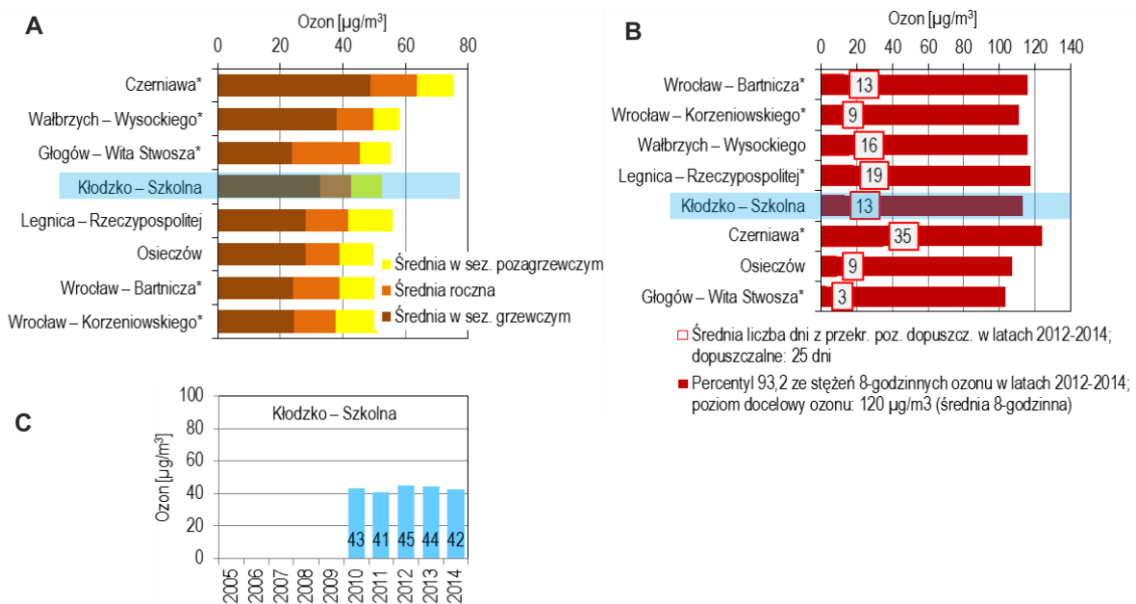 A
Ozon [µg/m³]
0 20 40 60 80
Czerniawa*
Wałbrzych – Wysockiego*
Głogów – Wita Stwosza*
Kłodzko – Szkolna
Legnica – Rzeczypospolitej
Osieczów
Wrocław – Bartnicza*
Wrocław – Korzeniowskiego*
Średnia w sez. pozagrzewczym
Średnia roczna
Średnia w sez. grzewczym
B
Ozon [µg/m³]
0 20 40 60 80 100 120 140
Wrocław – Bartnicza* 13
Wrocław – Korzeniowskiego* 9
Wałbrzych – Wysockiego 16
Legnica – Rzeczypospolitej* 19
Kłodzko – Szkolna 13
Czerniawa* 35
Osieczów 9
Głogów – Wita Stwosza* 3
Średnia liczba dni z przekr. poz. dopuszcz. w latach 2012-2014;
dopuszczalne: 25 dni
Percentyl 93,2 ze stężeń 8-godzinnych ozonu w latach 2012-2014;
poziom docelowy ozonu: 120 µg/m3 (średnia 8-godzinna)
C
Kłodzko – Szkolna
Ozon [µg/m³]
100
80
60
40
20
0
43 41 45 44 42
2005 2006 2007 2008 2009 2010 2011 2012 2013 2014